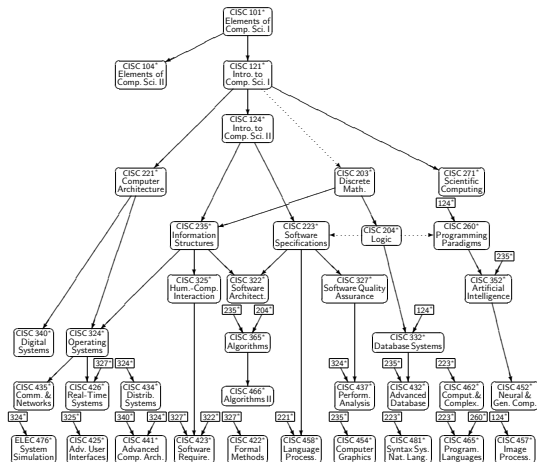 CISC 101*
Elements of
Comp. Sci. I
CISC 104*
Elements of
Comp. Sci. II
CISC 121*
Intro. to
Comp. Sci. I
CISC 124*
Intro. to
Comp. Sci. II
CISC 221*
Computer
Architecture
CISC 203*
Discrete
Math.
CISC 271*
Scientific
Computing
124*
CISC 235*
Information
Structures
CISC 223*
Software
Specifications
CISC 204*
Logic
CISC 260*
Programming
Paradigms
235*
CISC 325*
Hum.-Comp.
Interaction
CISC 322*
Software
Architect.
CISC 327*
Software Quality
Assurance
CISC 352*
Artificial
Intelligence
235*
204*
124*
CISC 340*
Digital
Systems
CISC 324*
Operating
Systems
CISC 365*
Algorithms
CISC 332*
Database Systems
327*
324*
324*
235*
223*
CISC 435*
Comm. &
Networks
CISC 426*
Real-Time
Systems
CISC 434*
Distrib.
Systems
CISC 466*
Algorithms II
CISC 437*
Perform.
Analysis
CISC 432*
Advanced
Database
CISC 462*
Comput. &
Complex.
CISC 452*
Neural &
Gen. Comp.
324*
325*
340*
324*
327*
322*
327*
221*
235*
223*
223*
260*
124*
ELEC 476*
System
Simulation
CISC 425*
Adv. User
Interfaces
CISC 441*
Advanced
Comp. Arch.
CISC 423*
Software
Require.
CISC 422*
Formal
Methods
CISC 458*
Language
Process.
CISC 454*
Computer
Graphics
CISC 481*
Syntax Sys.
Nat. Lang.
CISC 465*
Program.
Languages
CISC 457*
Image
Process.